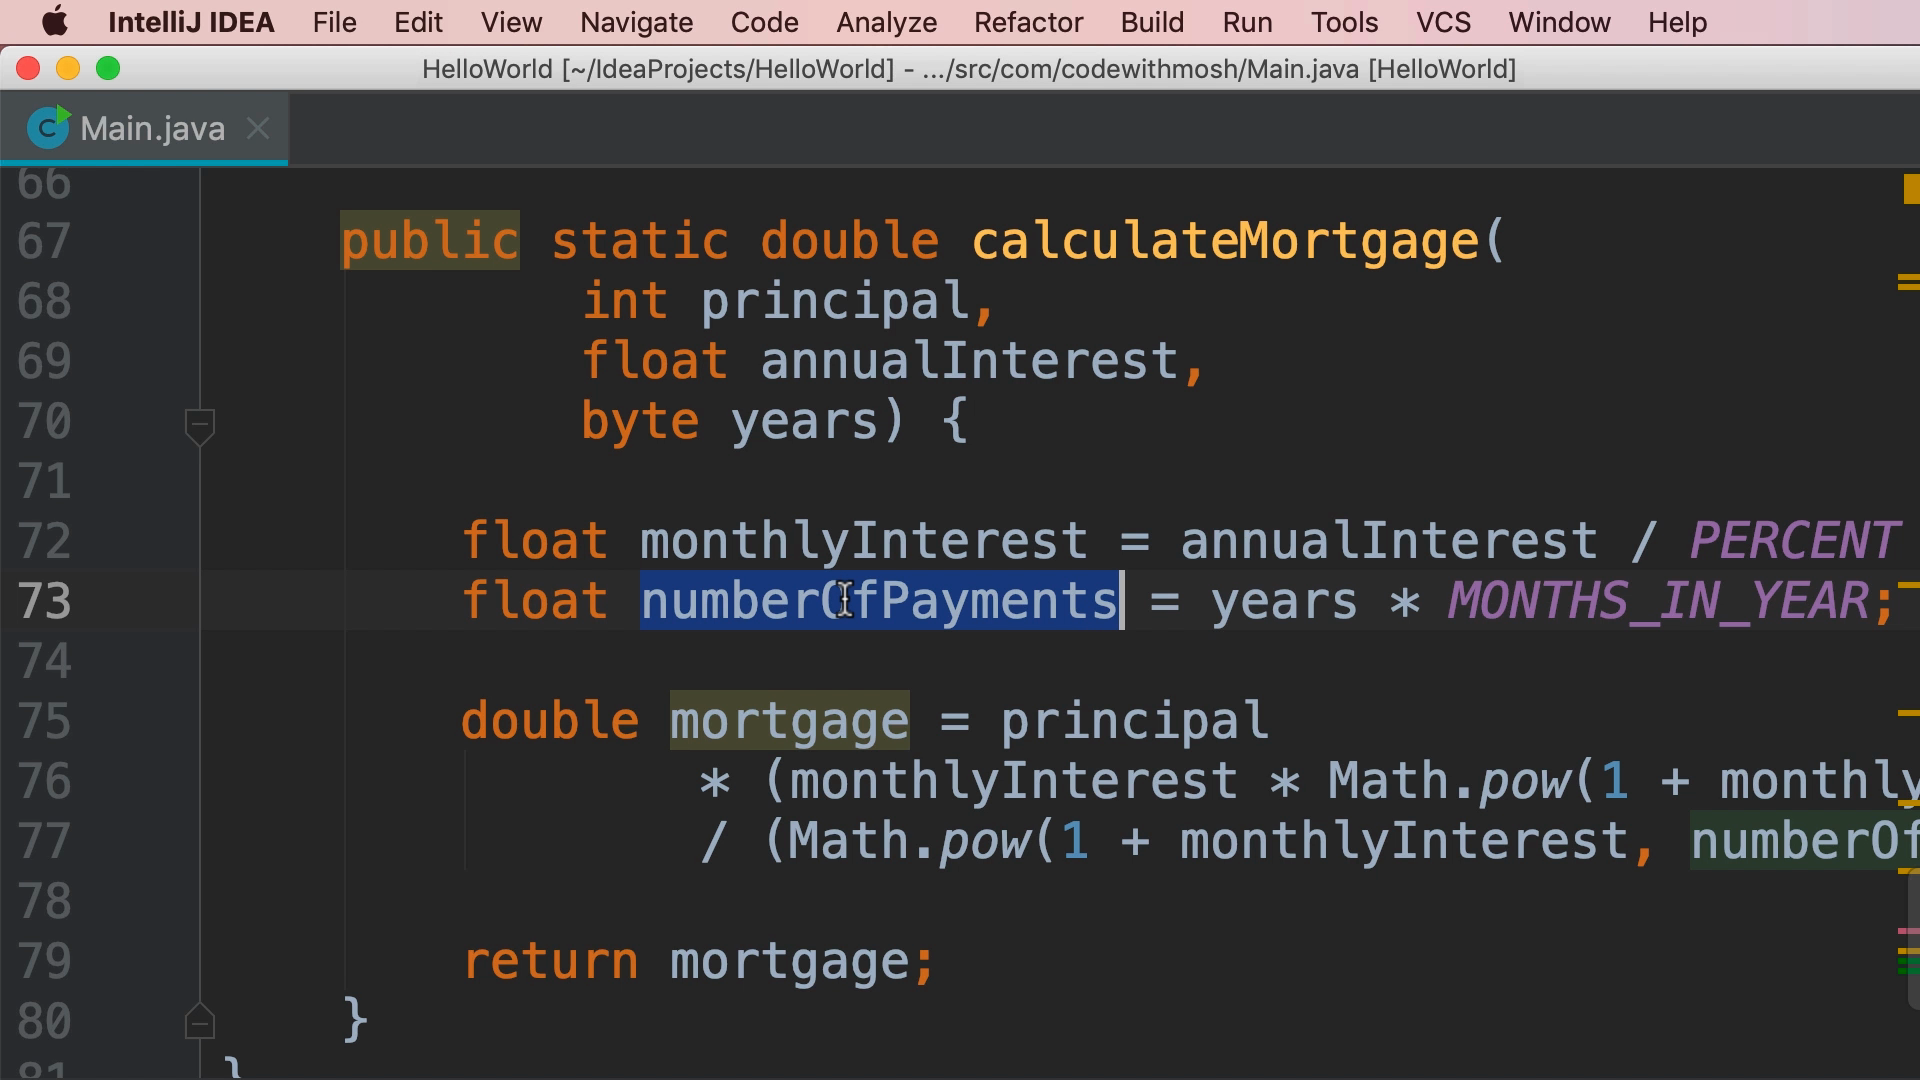 IntelliJ IDEA File Edit View Navigate Code Analyze Refactor Build Run Tools VCS Window Help
HelloWorld [~/IdeaProjects/HelloWorld] - .../src/com/codewithmosh/Main.java [HelloWorld]
Main.java
66
67 public static double calculateMortgage(
68 int principal,
69 float annualInterest,
70 byte years) {
71
72 float monthlyInterest = annualInterest / PERCENT
73 float numberOfPayments = years * MONTHS_IN_YEAR;
74
75 double mortgage = principal
76 * (monthlyInterest * Math.pow(1 + monthly
77 / (Math.pow(1 + monthlyInterest, numberOf
78
79 return mortgage;
80 }
81 }